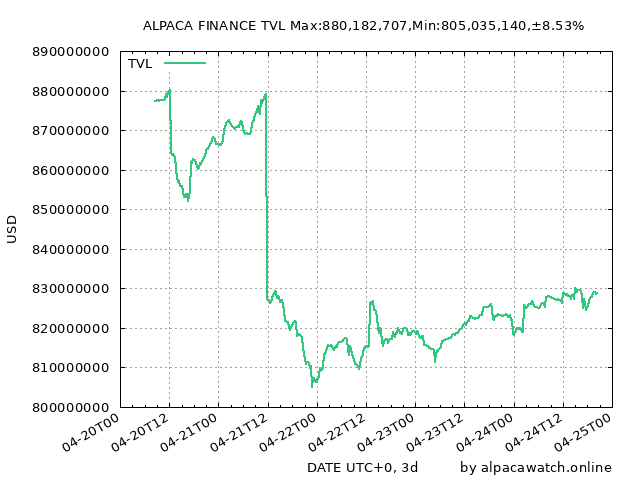 ALPACA FINANCE TVL Max:880,182,707,Min:805,035,140,±8.53%
890000000
TVL
880000000
870000000
860000000
850000000
USD
840000000
830000000
820000000
810000000
800000000
04-20T00
04-20T12
04-21T00
04-21T12
04-22T00
04-22T12
04-23T00
04-23T12
04-24T00
04-24T12
04-25T00
DATE UTC+0, 3d
by alpacawatch.online